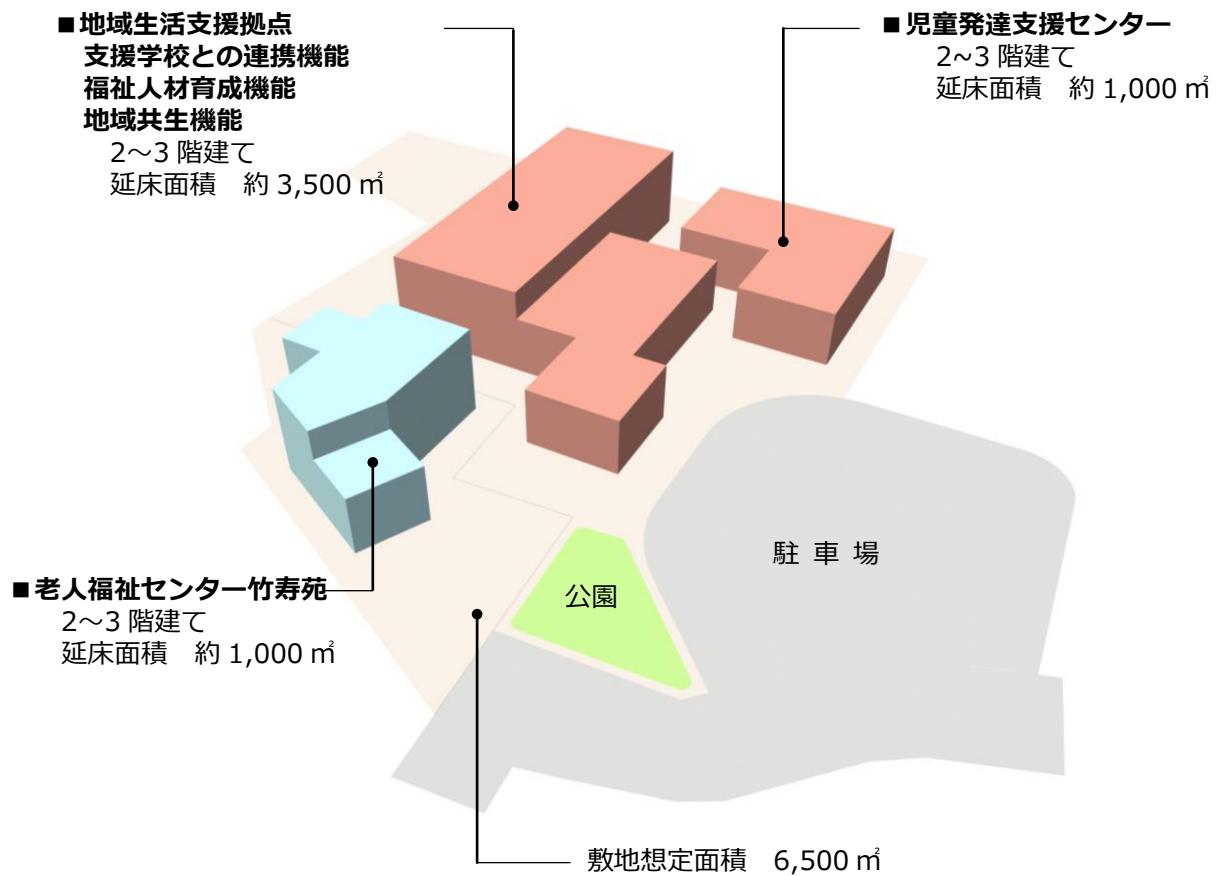 ■地域生活支援拠点
支援学校との連携機能
福祉人材育成機能
地域共生機能
2～3 階建て
延床面積　約 3,500 ㎡
■児童発達支援センター
2~3 階建て
延床面積　約 1,000 ㎡
駐 車 場
公園
■老人福祉センター竹寿苑
2～3 階建て
延床面積　約 1,000 ㎡
敷地想定面積　6,500 ㎡